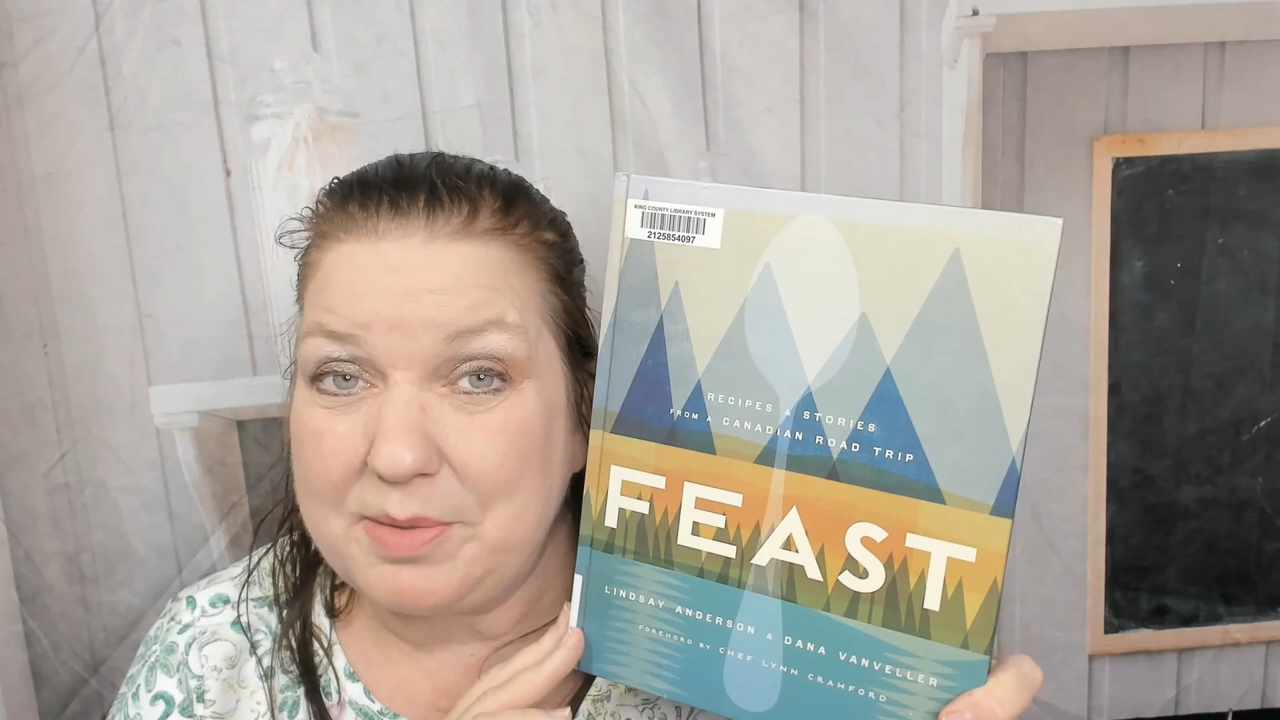 KING COUNTY LIBRARY SYSTEM
2125854097
RECIPES & STORIES
FROM A CANADIAN ROAD TRIP
FEAST
LINDSAY ANDERSON & DANA VANVELLER
FOREWORD BY CHEF LYNN CRAWFORD